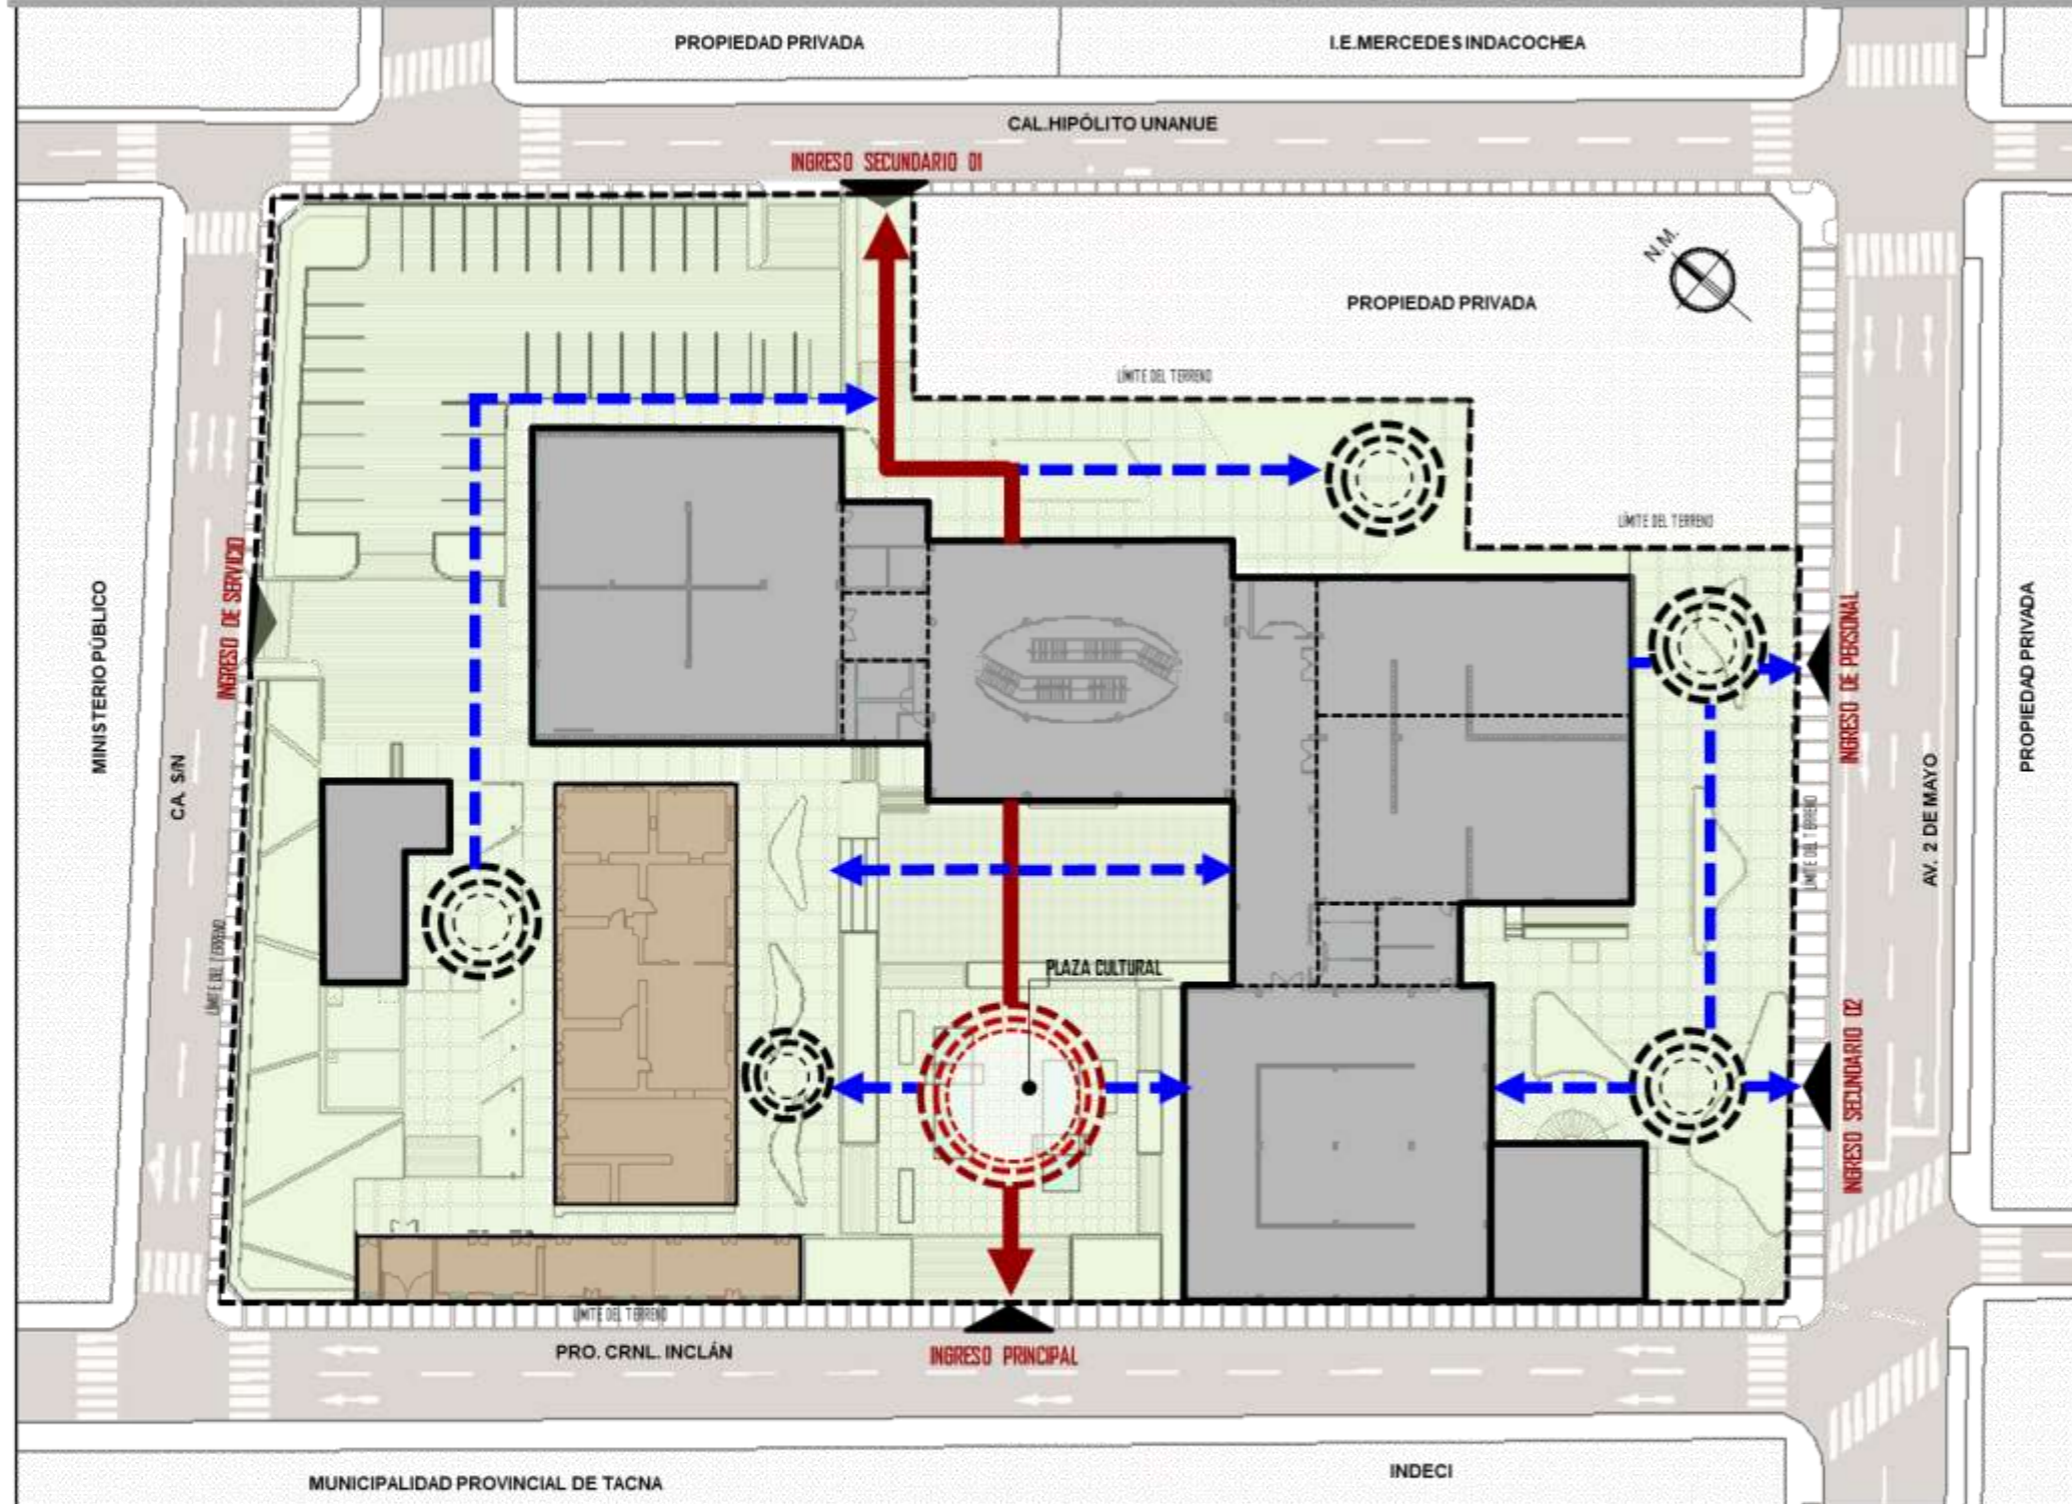 PROPIEDAD PRIVADA
I.E.MERCEDES INDACOCHEA
CAL.HIPÓLITO UNANUE
INGRESO SECUNDARIO 01
N.M.
PROPIEDAD PRIVADA
LÍMITE DEL TERRENO
LÍMITE DEL TERRENO
INGRESO DE SERVICIO
MINISTERIO PÚBLICO
CA. S/N
INGRESO DE PERSONAL
PROPIEDAD PRIVADA
AV. 2 DE MAYO
LÍMITE DEL TERRENO
LÍMITE DEL TERRENO
PLAZA CULTURAL
INGRESO SECUNDARIO 02
LÍMITE DEL TERRENO
PRO. CRNL. INCLÁN
INGRESO PRINCIPAL
MUNICIPALIDAD PROVINCIAL DE TACNA
INDECI